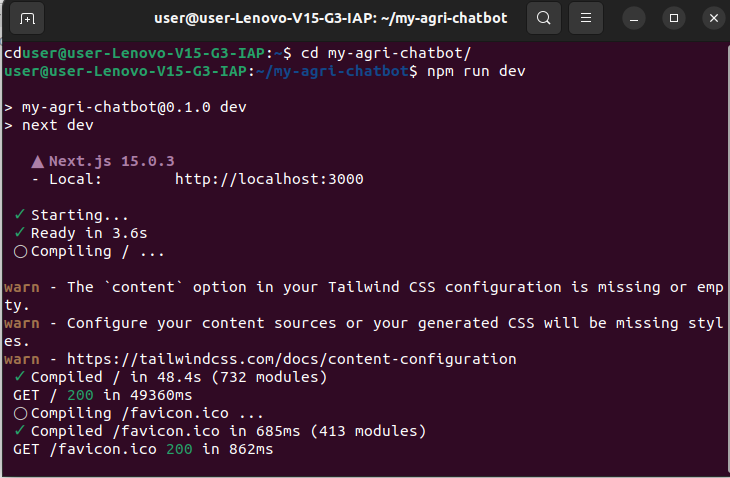 user@user-Lenovo-V15-G3-IAP: ~/my-agri-chatbot
cduser@user-Lenovo-V15-G3-IAP:~$ cd my-agri-chatbot/
user@user-Lenovo-V15-G3-IAP:~/my-agri-chatbot$ npm run dev
> my-agri-chatbot@0.1.0 dev
> next dev
▲ Next.js 15.0.3
- Local:        http://localhost:3000
✓ Starting...
✓ Ready in 3.6s
○ Compiling / ...
warn - The `content` option in your Tailwind CSS configuration is missing or emp
ty.
warn - Configure your content sources or your generated CSS will be missing styl
es.
warn - https://tailwindcss.com/docs/content-configuration
✓ Compiled / in 48.4s (732 modules)
GET / 200 in 49360ms
○ Compiling /favicon.ico ...
✓ Compiled /favicon.ico in 685ms (413 modules)
GET /favicon.ico 200 in 862ms